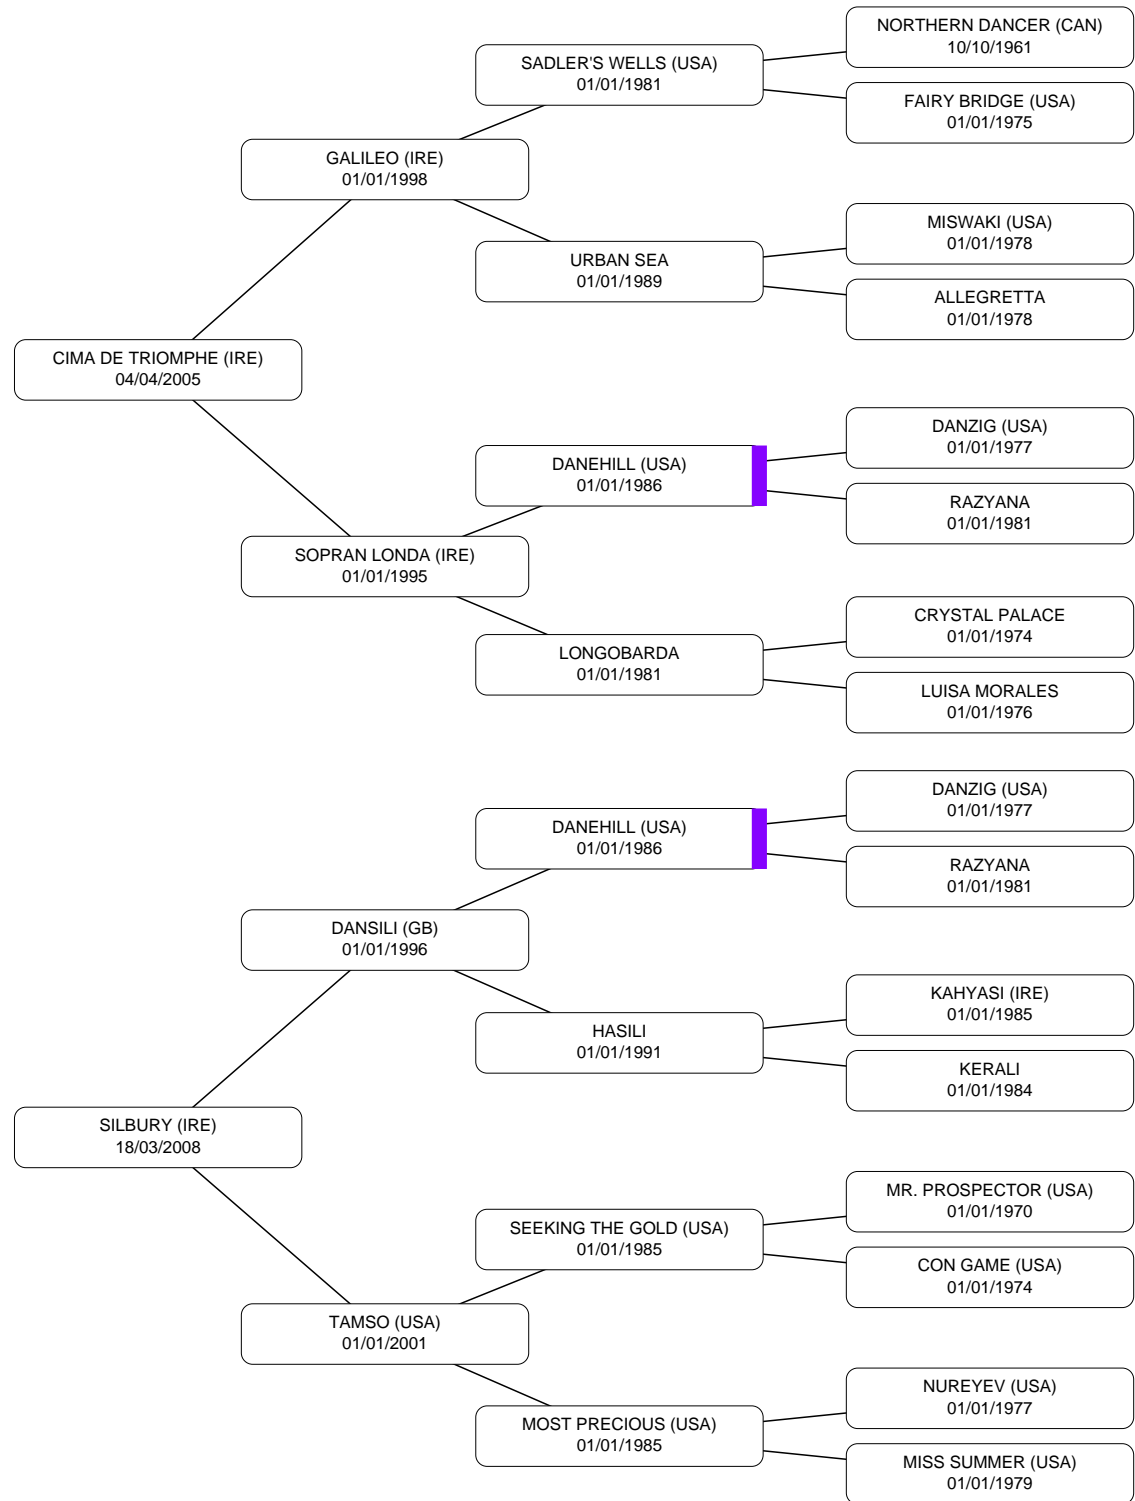 NORTHERN DANCER (CAN)
10/10/1961
SADLER'S WELLS (USA)
01/01/1981
FAIRY BRIDGE (USA)
01/01/1975
GALILEO (IRE)
01/01/1998
MISWAKI (USA)
01/01/1978
URBAN SEA
01/01/1989
ALLEGRETTA
01/01/1978
CIMA DE TRIOMPHE (IRE)
04/04/2005
DANZIG (USA)
01/01/1977
DANEHILL (USA)
01/01/1986
RAZYANA
01/01/1981
SOPRAN LONDA (IRE)
01/01/1995
CRYSTAL PALACE
01/01/1974
LONGOBARDA
01/01/1981
LUISA MORALES
01/01/1976
DANZIG (USA)
01/01/1977
DANEHILL (USA)
01/01/1986
RAZYANA
01/01/1981
DANSILI (GB)
01/01/1996
KAHYASI (IRE)
01/01/1985
HASILI
01/01/1991
KERALI
01/01/1984
SILBURY (IRE)
18/03/2008
MR. PROSPECTOR (USA)
01/01/1970
SEEKING THE GOLD (USA)
01/01/1985
CON GAME (USA)
01/01/1974
TAMSO (USA)
01/01/2001
NUREYEV (USA)
01/01/1977
MOST PRECIOUS (USA)
01/01/1985
MISS SUMMER (USA)
01/01/1979